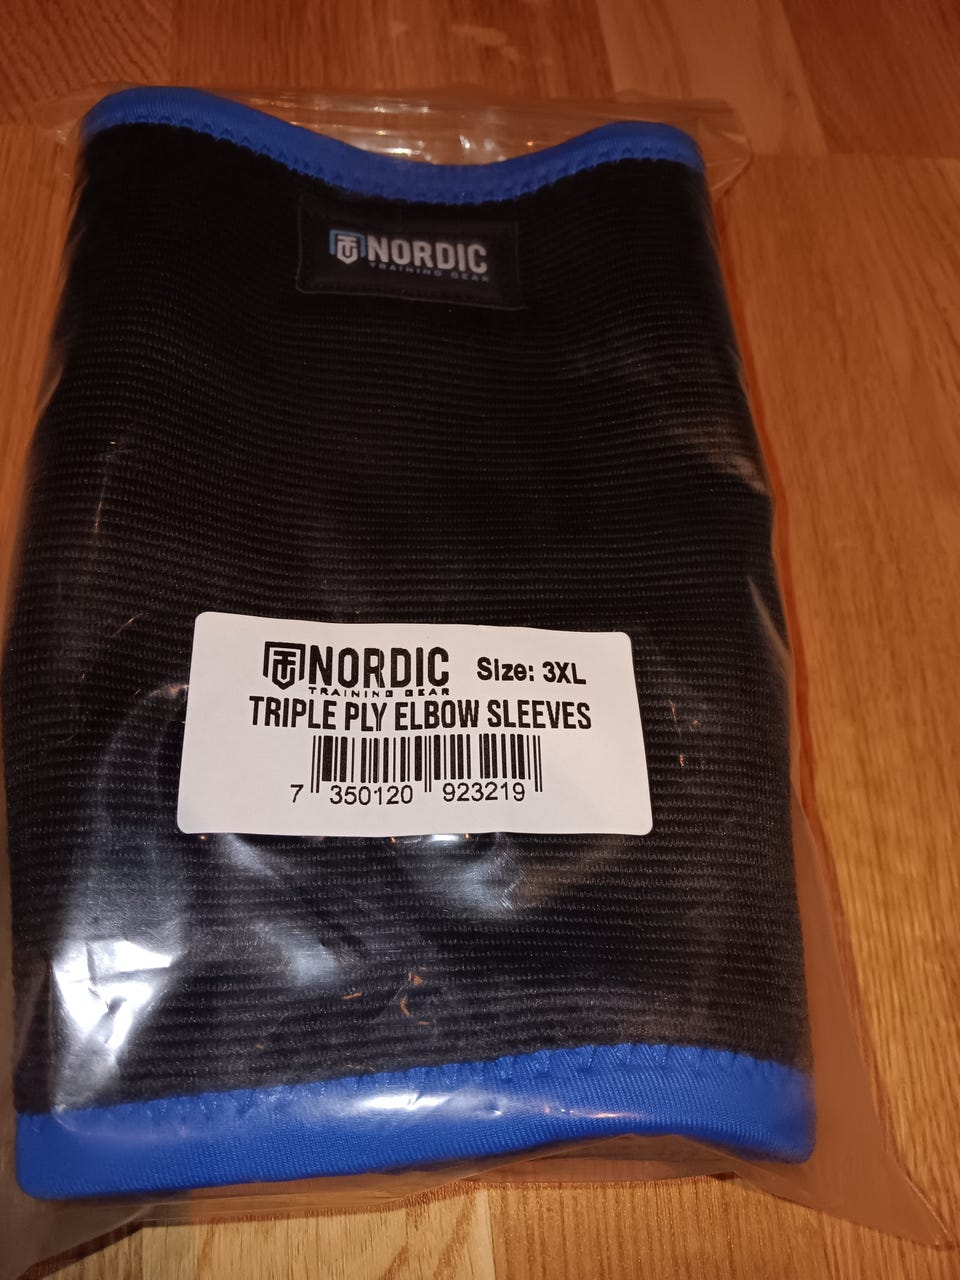 NORDIC
TRAINING GEAR
NORDIC Size: 3XL
TRAINING GEAR
TRIPLE PLY ELBOW SLEEVES
7 350120 923219